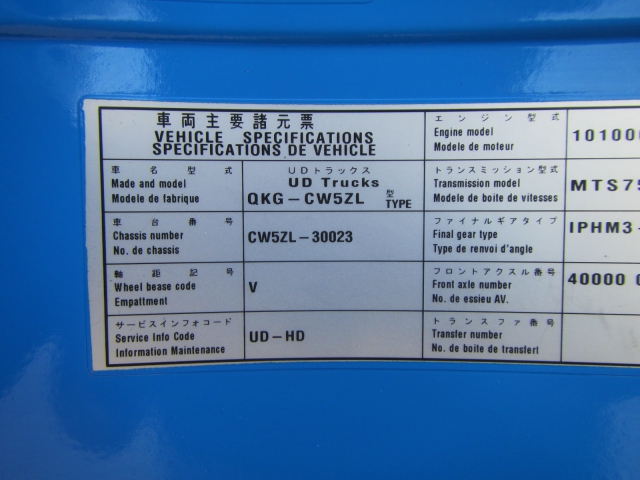 車両主要諸元票
VEHICLE SPECIFICATIONS
SPECIFICATIONS DE VEHICLE
車名型式
Made and model
Modele de fabrique
UDトラックス
UD Trucks
QKG-CW5ZL 型 TYPE
車台番号
Chassis number
No. de chassis
CW5ZL-30023
軸距記号
Wheel bease code
Empattment
V
サービスインフォコード
Service Info Code
Information Maintenance
UD-HD
エンジン型式
Engine model
Modele de moteur
トランスミッション型式
Transmission model
Modele de boite de vitesses
ファイナルギアタイプ
Final gear type
Type de renvoi d'angle
IPHM3
フロントアクスル番号
Front axle number
No. de essieu AV.
40000
トランスファ番号
Transfer number
No. de boite de transfert